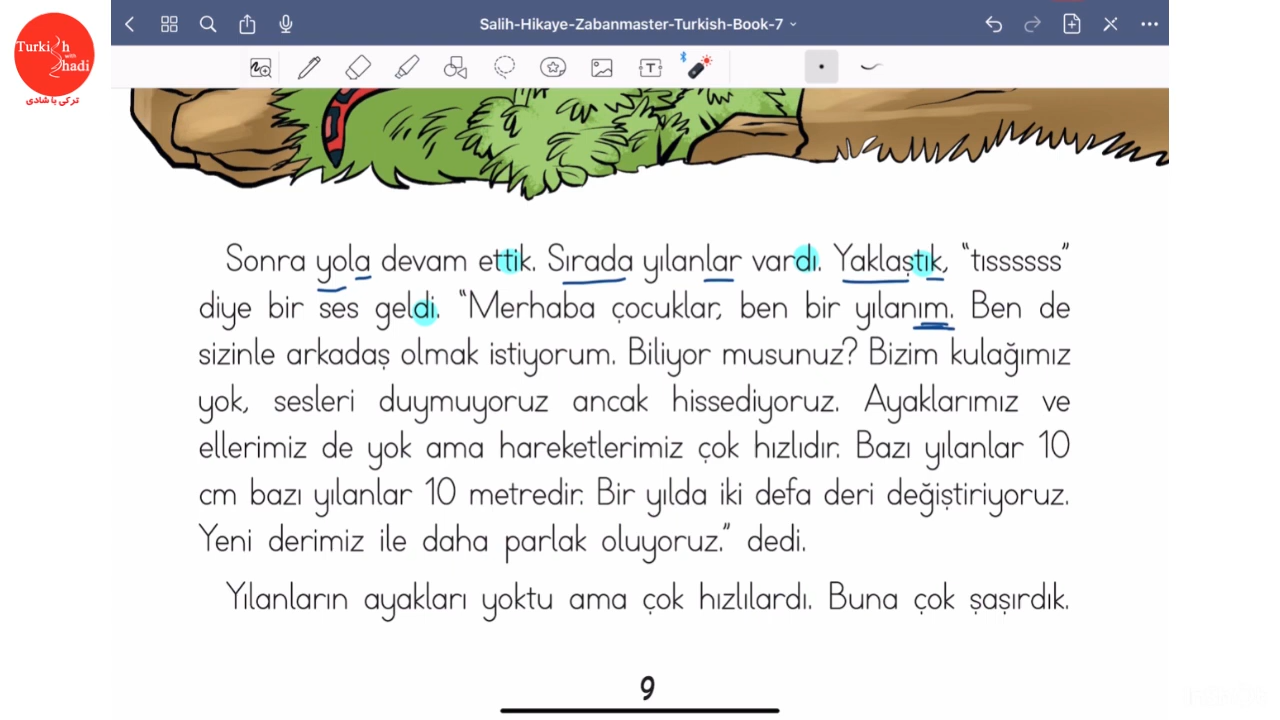 Turkish
with
Shadi
ترکی با شادی
Salih-Hikaye-Zabanmaster-Turkish-Book-7
T
Sonra yola devam ettik. Sırada yılanlar vardı. Yaklaştık, “tıssssss”
diye bir ses geldi. “Merhaba çocuklar, ben bir yılanım. Ben de
sizinle arkadaş olmak istiyorum. Biliyor musunuz? Bizim kulağımız
yok, sesleri duymuyoruz ancak hissediyoruz. Ayaklarımız ve
ellerimiz de yok ama hareketlerimiz çok hızlıdır. Bazı yılanlar 10
cm bazı yılanlar 10 metredir. Bir yılda iki defa deri değiştiriyoruz.
Yeni derimiz ile daha parlak oluyoruz.” dedi.
Yılanların ayakları yoktu ama çok hızlılardı. Buna çok şaşırdık.
9